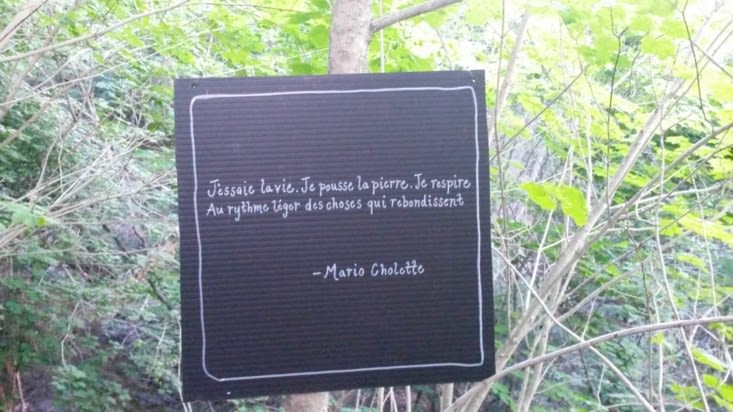 J'essaie la vie. Je pousse la pierre. Je respire
Au rythme léger des choses qui rebondissent
-Mario Cholette